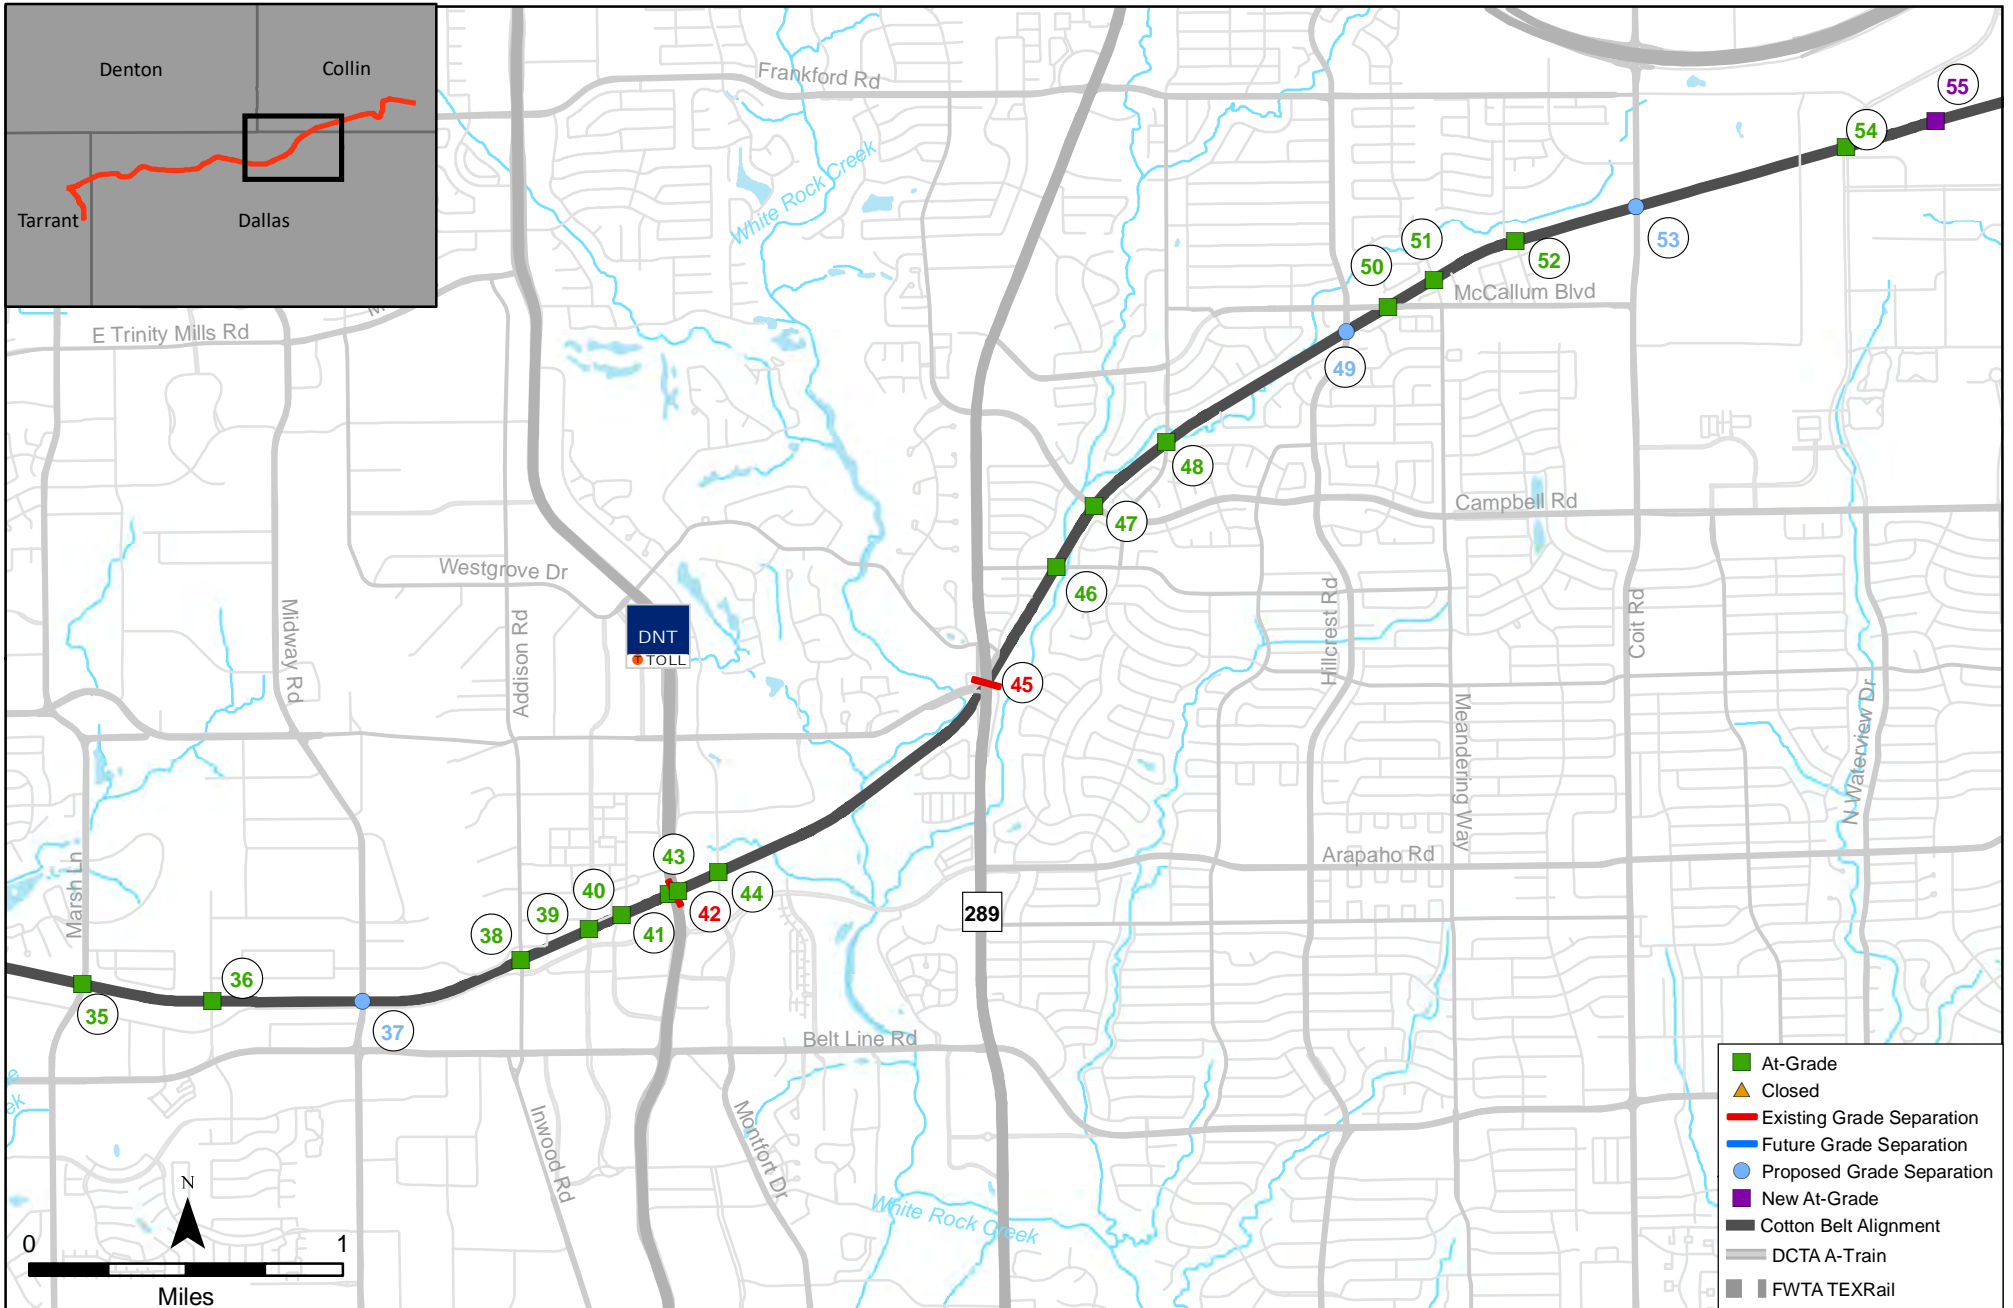 Denton
Collin
Tarrant
Dallas
Frankford Rd
White Rock Creek
55
54
53
52
51
50
McCallum Blvd
49
E Trinity Mills Rd
48
47
Campbell Rd
46
Westgrove Dr
Midway Rd
Addison Rd
DNT
T TOLL
45
Hillcrest Rd
Coit Rd
Meandering Way
N Waterview Dr
Arapaho Rd
Marsh Ln
43
44
42
40
41
39
38
289
36
35
37
Belt Line Rd
Inwood Rd
Montfort Dr
White Rock Creek
N
0 1
Miles
At-Grade
Closed
Existing Grade Separation
Future Grade Separation
Proposed Grade Separation
New At-Grade
Cotton Belt Alignment
DCTA A-Train
FWTA TEXRail